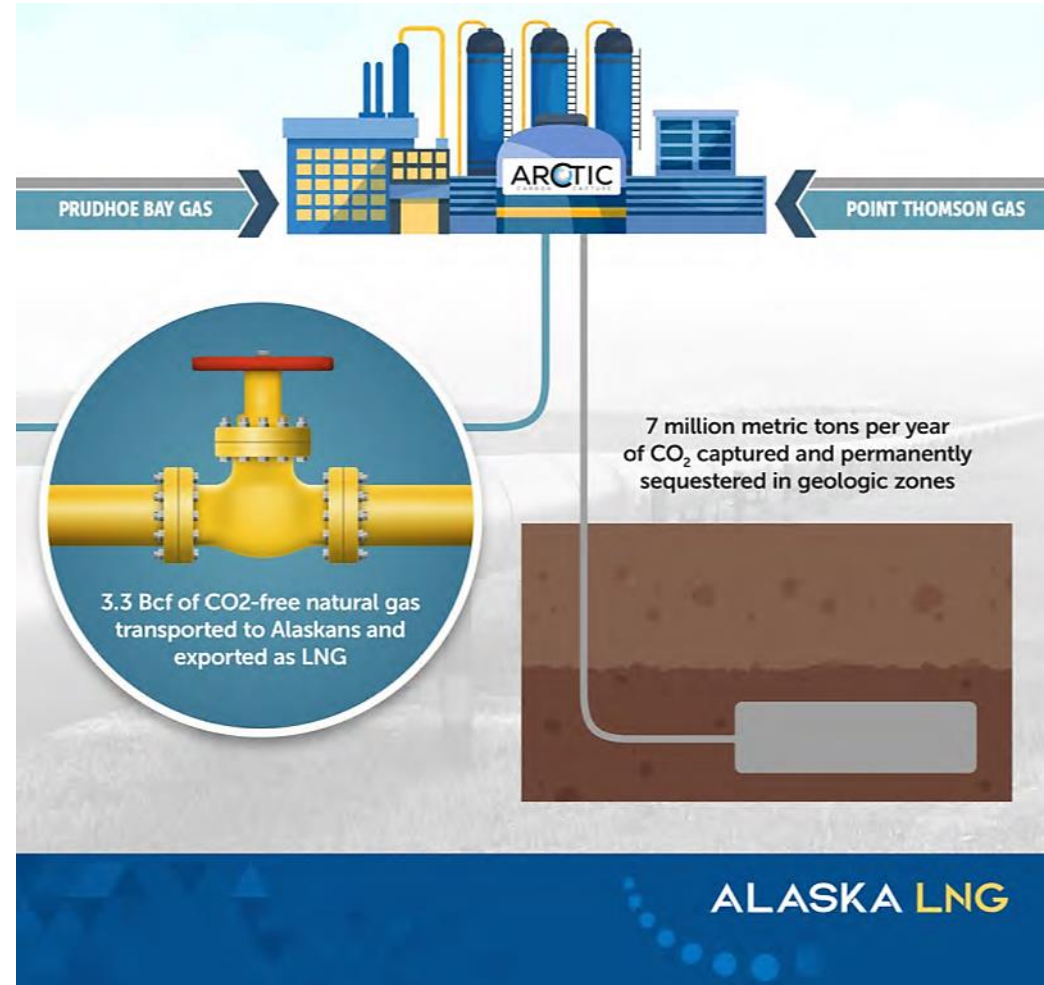 ARCTIC
CARBON CAPTURE
PRUDHOE BAY GAS
POINT THOMSON GAS
7 million metric tons per year
of CO₂ captured and permanently
sequestered in geologic zones
3.3 Bcf of CO2-free natural gas
transported to Alaskans and
exported as LNG
ALASKA LNG